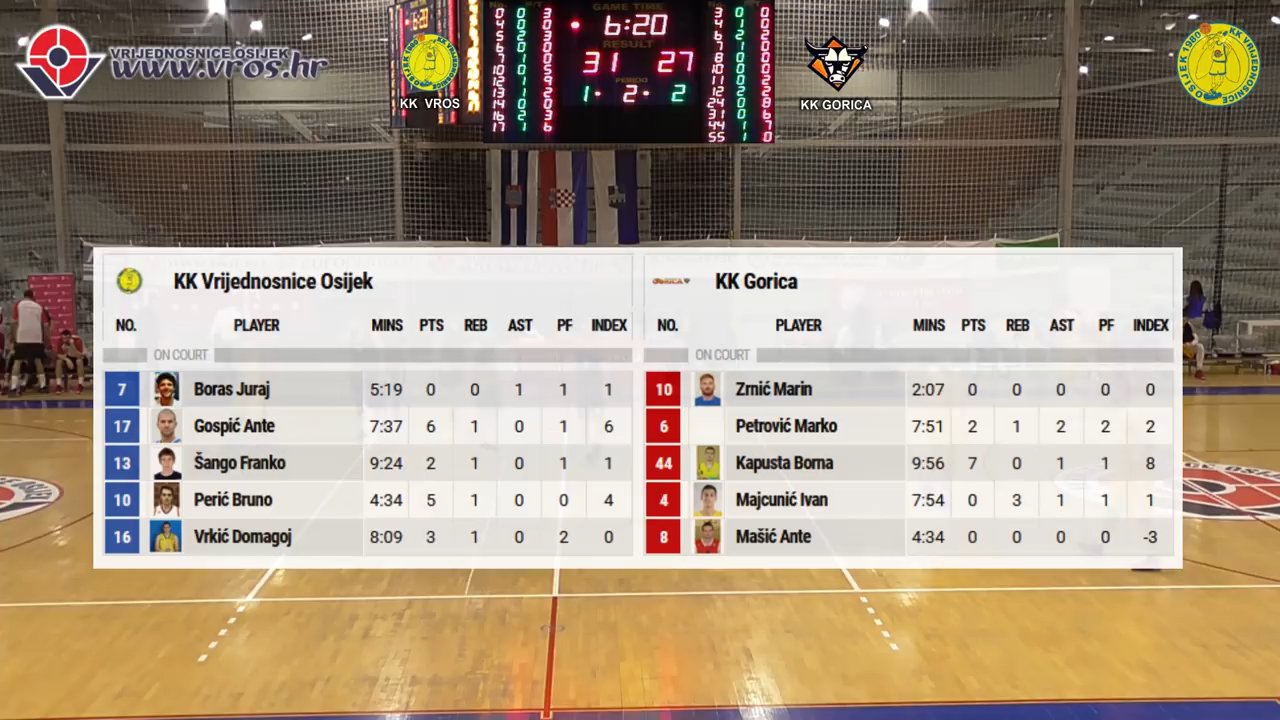 VRIJEDNOSNICE OSIJEK
www.vros.hr
GAME TIME
6:20
RESULT
31 27
PERIOD
1 2 2
KK VROS
KK GORICA
KK Vrijednosnice Osijek
NO. PLAYER MINS PTS REB AST PF INDEX
ON COURT
7 Boras Juraj 5:19 0 0 1 1 1
17 Gospić Ante 7:37 6 1 0 1 6
13 Šango Franko 9:24 2 1 0 1 1
10 Perić Bruno 4:34 5 1 0 0 4
16 Vrkić Domagoj 8:09 3 1 0 2 0
KK Gorica
NO. PLAYER MINS PTS REB AST PF INDEX
ON COURT
10 Zrnić Marin 2:07 0 0 0 0 0
6 Petrović Marko 7:51 2 1 2 2 2
44 Kapusta Borna 9:56 7 0 1 1 8
4 Majcunić Ivan 7:54 0 3 1 1 1
8 Mašić Ante 4:34 0 0 0 0 -3